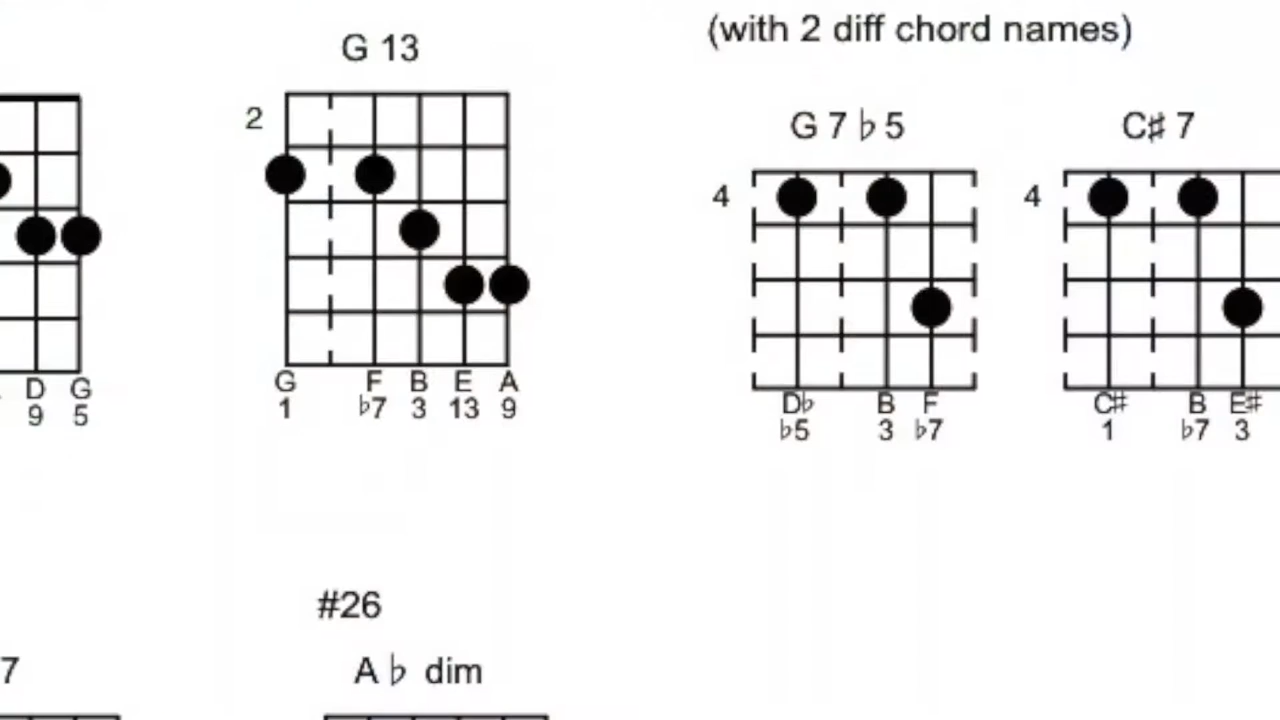 (with 2 diff chord names)
G 13
2
G F B E A
1 ♭7 3 13 9
D G
9 5
G 7 ♭ 5
4
D♭ B F
♭5 3 ♭7
C♯ 7
4
C♯ B E♯
1 ♭7 3
#26
7
A ♭ dim